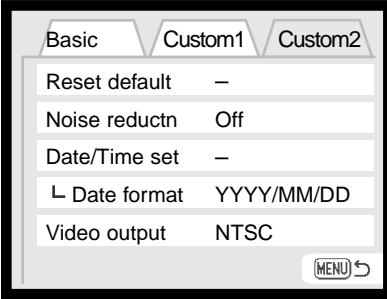 Basic Custom1 Custom2
Reset default –
Noise reductn Off
Date/Time set –
Date format YYYY/MM/DD
Video output NTSC
MENU